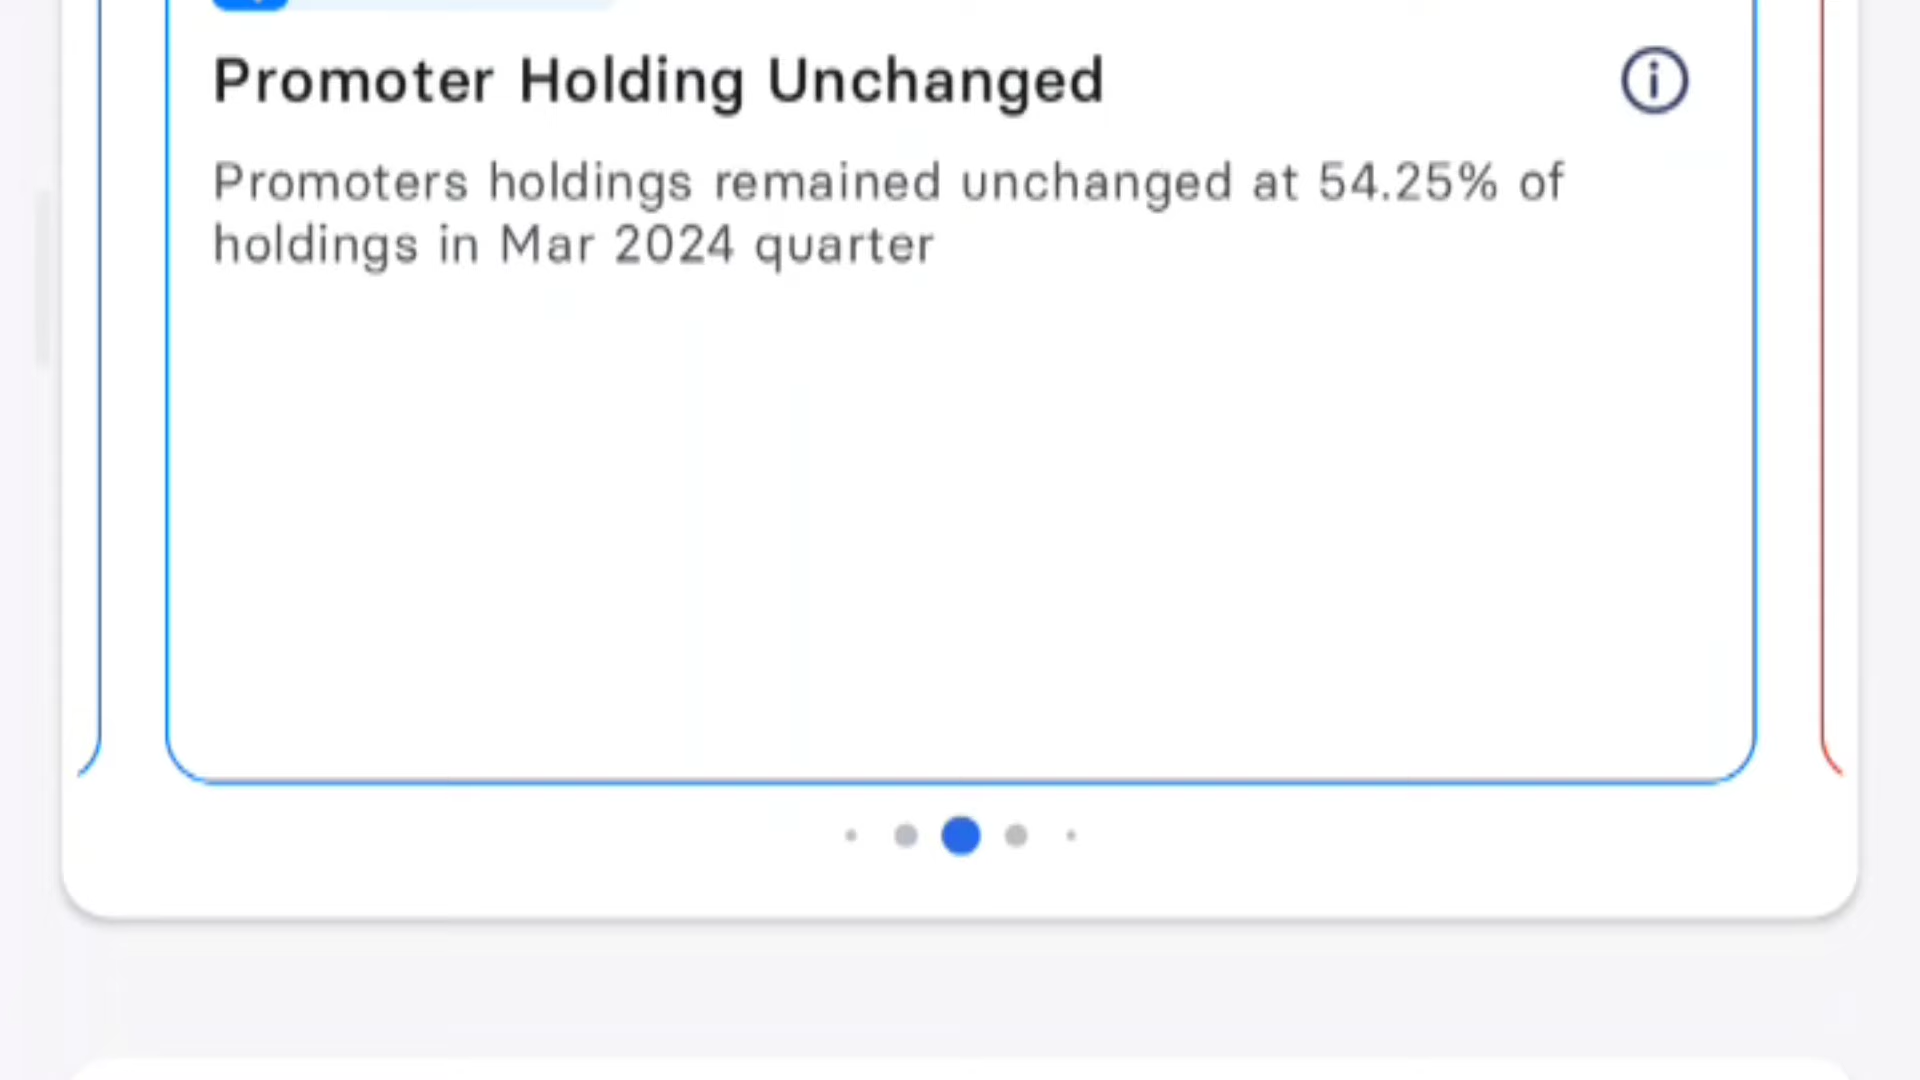 Promoter Holding Unchanged
Promoters holdings remained unchanged at 54.25% of
holdings in Mar 2024 quarter